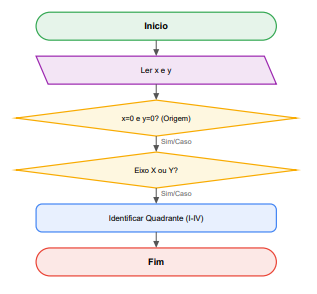 Inicio
Ler x e y
x=0 e y=0? (Origem)
Sim/Caso
Eixo X ou Y?
Sim/Caso
Identificar Quadrante (I-IV)
Fim